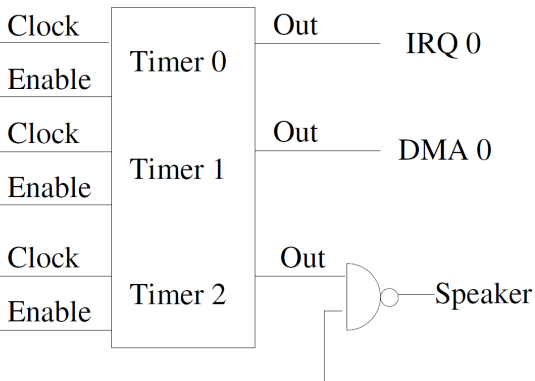 Clock
Out
IRQ 0
Timer 0
Enable
Clock
Out
DMA 0
Timer 1
Enable
Clock
Out
Timer 2
Speaker
Enable